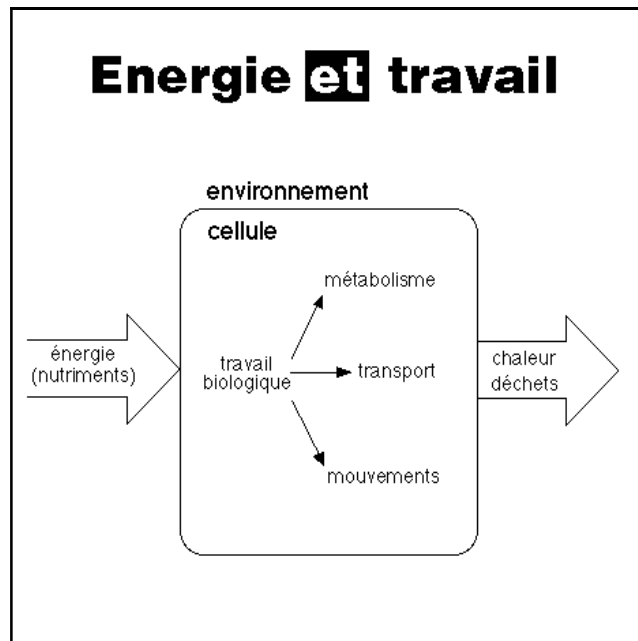 Energie et travail
environnement
cellule
métabolisme
énergie
(nutriments)
travail
biologique
transport
chaleur
déchets
mouvements